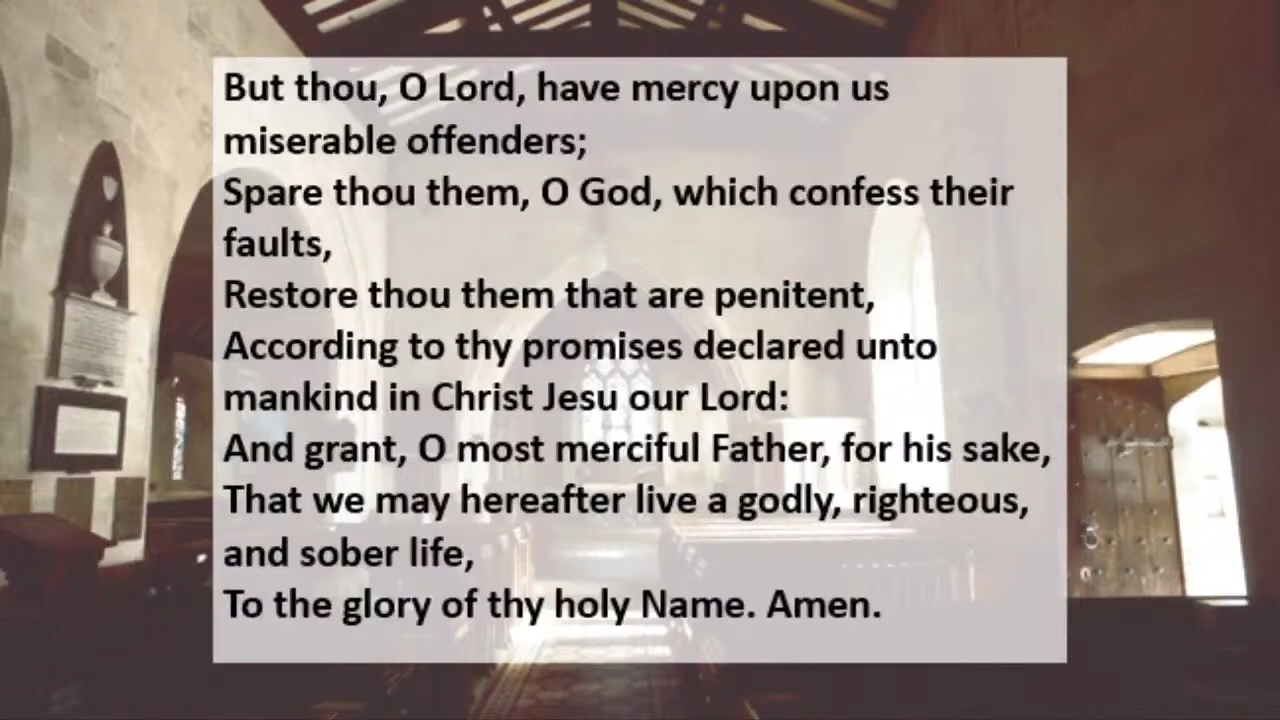 But thou, O Lord, have mercy upon us
miserable offenders;
Spare thou them, O God, which confess their
faults,
Restore thou them that are penitent,
According to thy promises declared unto
mankind in Christ Jesu our Lord:
And grant, O most merciful Father, for his sake,
That we may hereafter live a godly, righteous,
and sober life,
To the glory of thy holy Name. Amen.